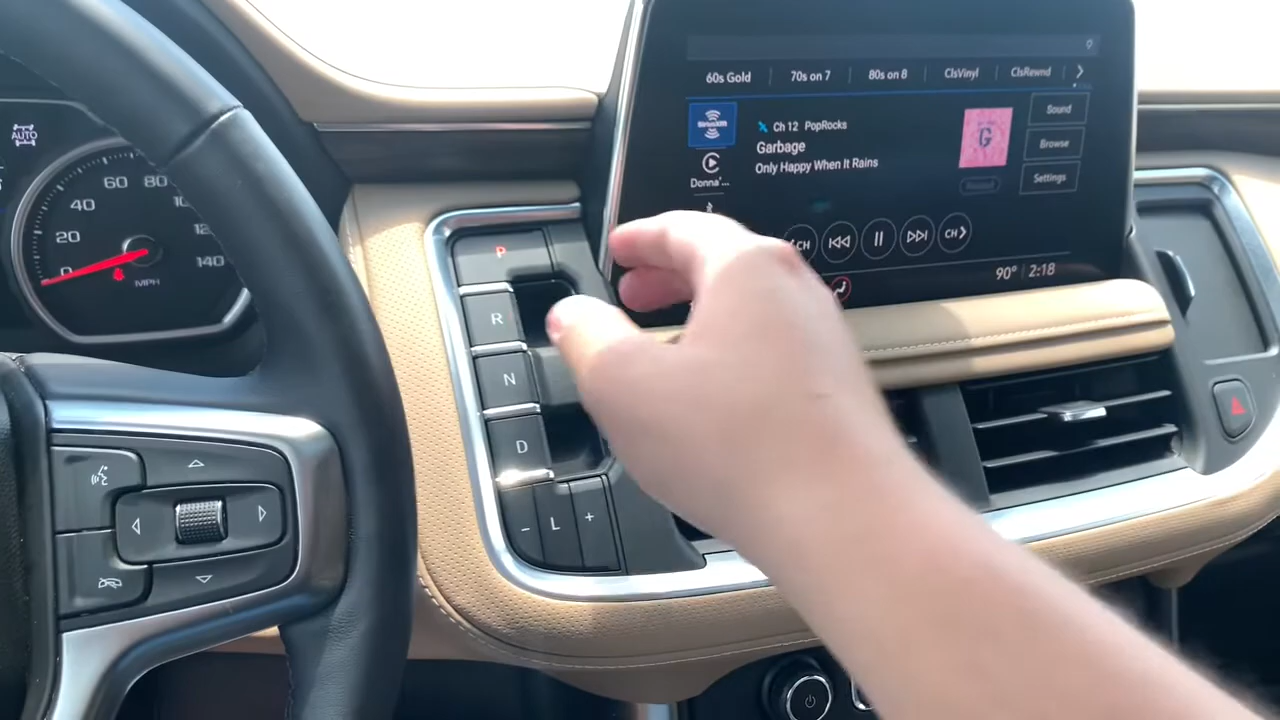 AUTO
20
40
60
80
140
0
MPH
P
R
N
D
- L +
60s Gold
70s on 7
80s on 8
ClsVinyl
ClsRewnd
SiriusXM
Ch 12 PopRocks
Garbage
Only Happy When It Rains
Donna'...
G
Sound
Browse
Settings
CH
CH
90° 2:18